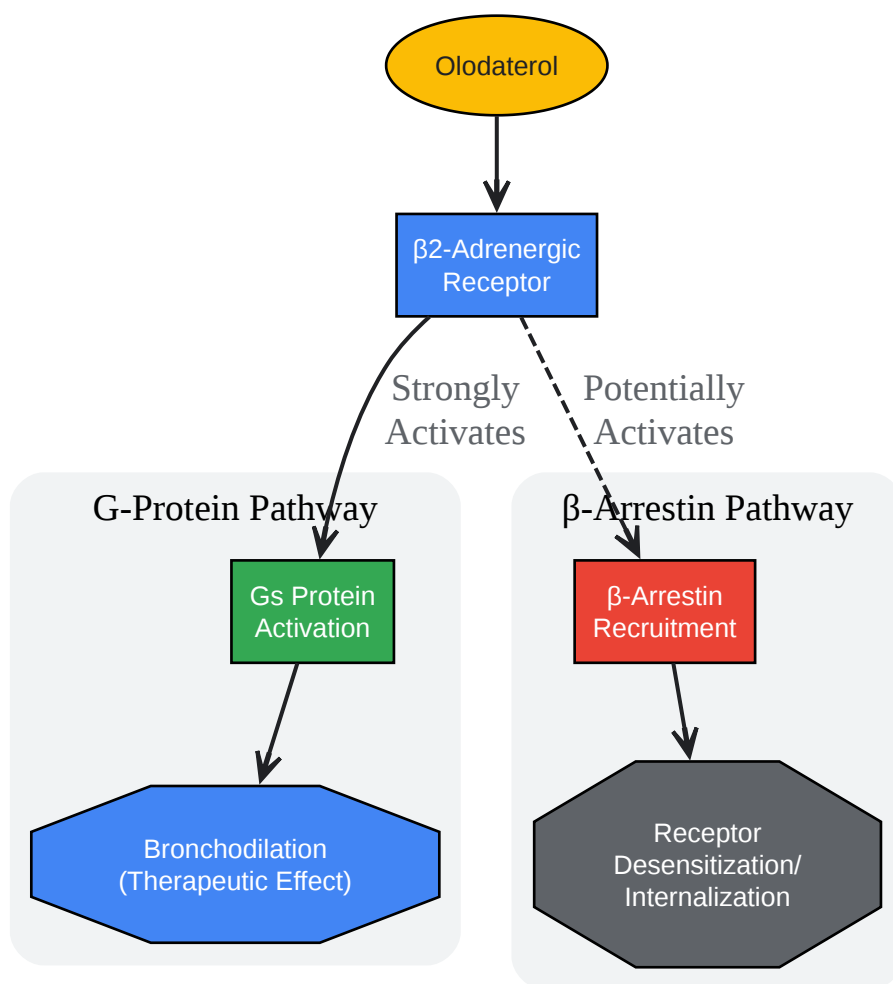 Olodaterol
β2-Adrenergic
Receptor
Strongly
Activates
Potentially
Activates
G-Protein Pathway
Gs Protein
Activation
Bronchodilation
(Therapeutic Effect)
β-Arrestin Pathway
β-Arrestin
Recruitment
Receptor
Desensitization/
Internalization